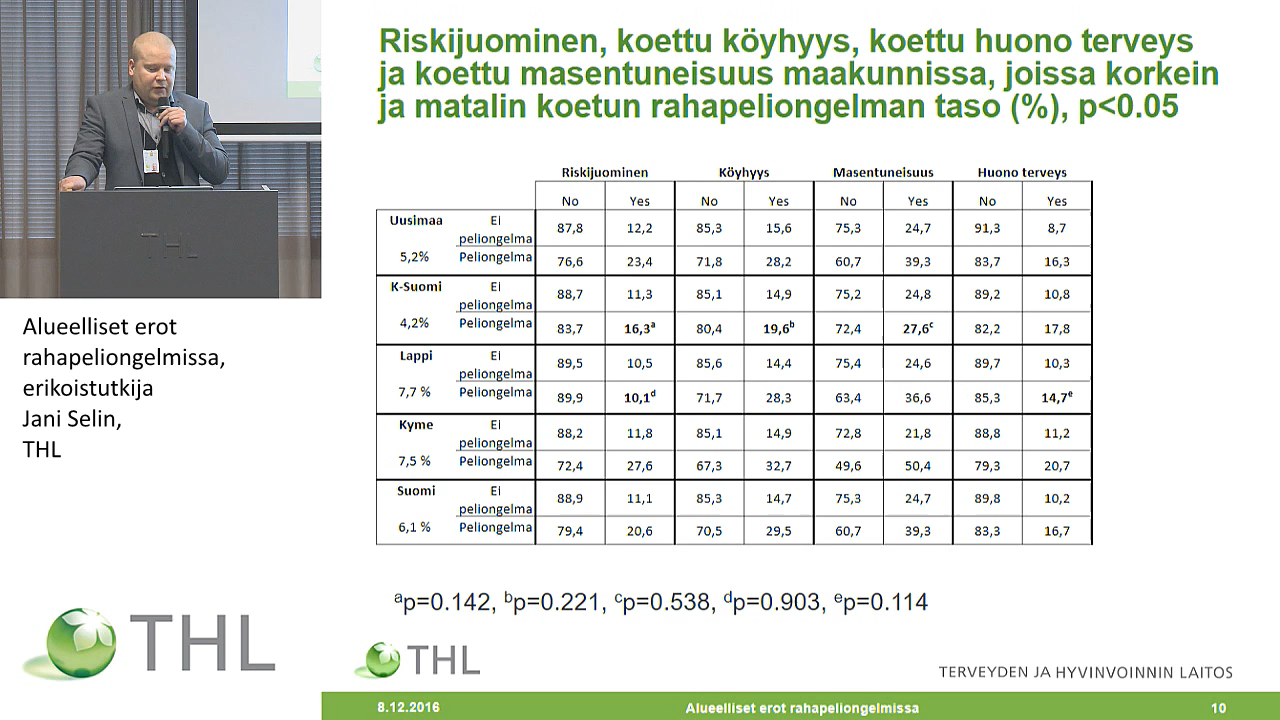 THL
Alueelliset erot
rahapeliongelmissa,
erikoistutkija
Jani Selin,
THL
THL
Riskijuominen, koettu köyhyys, koettu huono terveys
ja koettu masentuneisuus maakunnissa, joissa korkein
ja matalin koetun rahapeliongelman taso (%), p<0.05
Riskijuominen Köyhyys Masentuneisuus Huono terveys
No Yes No Yes No Yes No Yes
Uusimaa Ei peliongelma 87,8 12,2 85,3 15,6 75,3 24,7 91,3 8,7
5,2% Peliongelma 76,6 23,4 71,8 28,2 60,7 39,3 83,7 16,3
K-Suomi Ei peliongelma 88,7 11,3 85,1 14,9 75,2 24,8 89,2 10,8
4,2% Peliongelma 83,7 16,3ᵃ 80,4 19,6ᵇ 72,4 27,6ᶜ 82,2 17,8
Lappi Ei peliongelma 89,5 10,5 85,6 14,4 75,4 24,6 89,7 10,3
7,7 % Peliongelma 89,9 10,1ᵈ 71,7 28,3 63,4 36,6 85,3 14,7ᵉ
Kyme Ei peliongelma 88,2 11,8 85,1 14,9 72,8 21,8 88,8 11,2
7,5 % Peliongelma 72,4 27,6 67,3 32,7 49,6 50,4 79,3 20,7
Suomi Ei peliongelma 88,9 11,1 85,3 14,7 75,3 24,7 89,8 10,2
6,1 % Peliongelma 79,4 20,6 70,5 29,5 60,7 39,3 83,3 16,7
ᵃp=0.142, ᵇp=0.221, ᶜp=0.538, ᵈp=0.903, ᵉp=0.114
THL
TERVEYDEN JA HYVINVOINNIN LAITOS
8.12.2016 Alueelliset erot rahapeliongelmissa 10